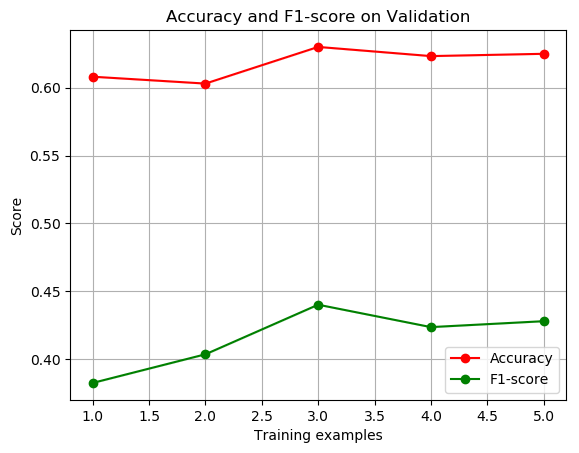 Accuracy and F1-score on Validation
Score
0.60
0.55
0.50
0.45
0.40
Accuracy
F1-score
1.0 1.5 2.0 2.5 3.0 3.5 4.0 4.5 5.0
Training examples